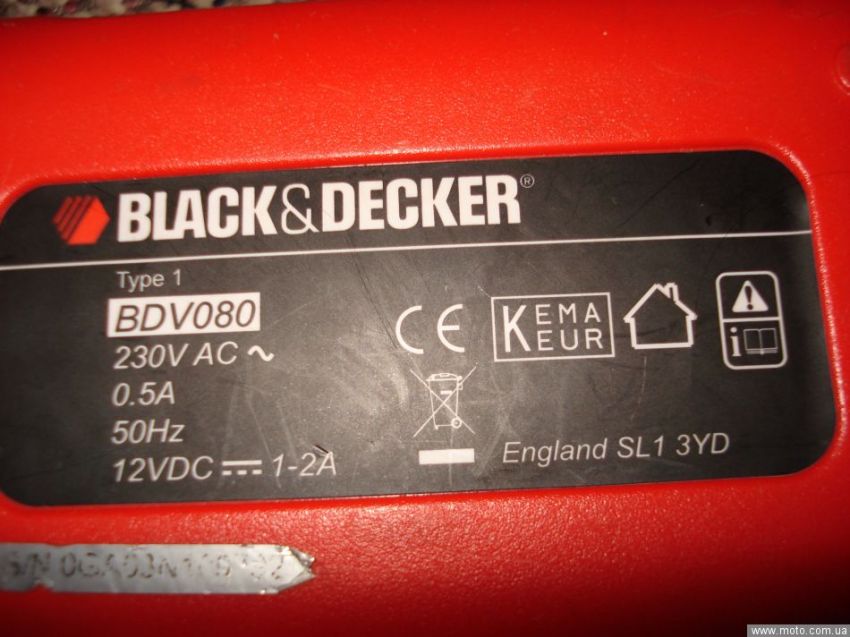 BLACK&DECKER®
Type 1
BDV080
230V AC ~
0.5A
50Hz
12VDC ⎓ 1-2A
CE
KEMA
KEUR
i
England SL1 3YD
S/N
www.moto.com.ua